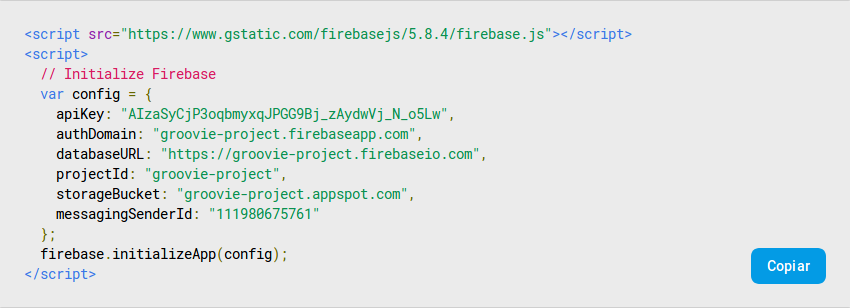 <script src="https://www.gstatic.com/firebasejs/5.8.4/firebase.js"></script>
<script>
  // Initialize Firebase
  var config = {
    apiKey: "AIzaSyCjP3oqbmyxqJPGG9Bj_zAydwVj_N_o5Lw",
    authDomain: "groovie-project.firebaseapp.com",
    databaseURL: "https://groovie-project.firebaseio.com",
    projectId: "groovie-project",
    storageBucket: "groovie-project.appspot.com",
    messagingSenderId: "111980675761"
  };
  firebase.initializeApp(config);
</script>
Copiar